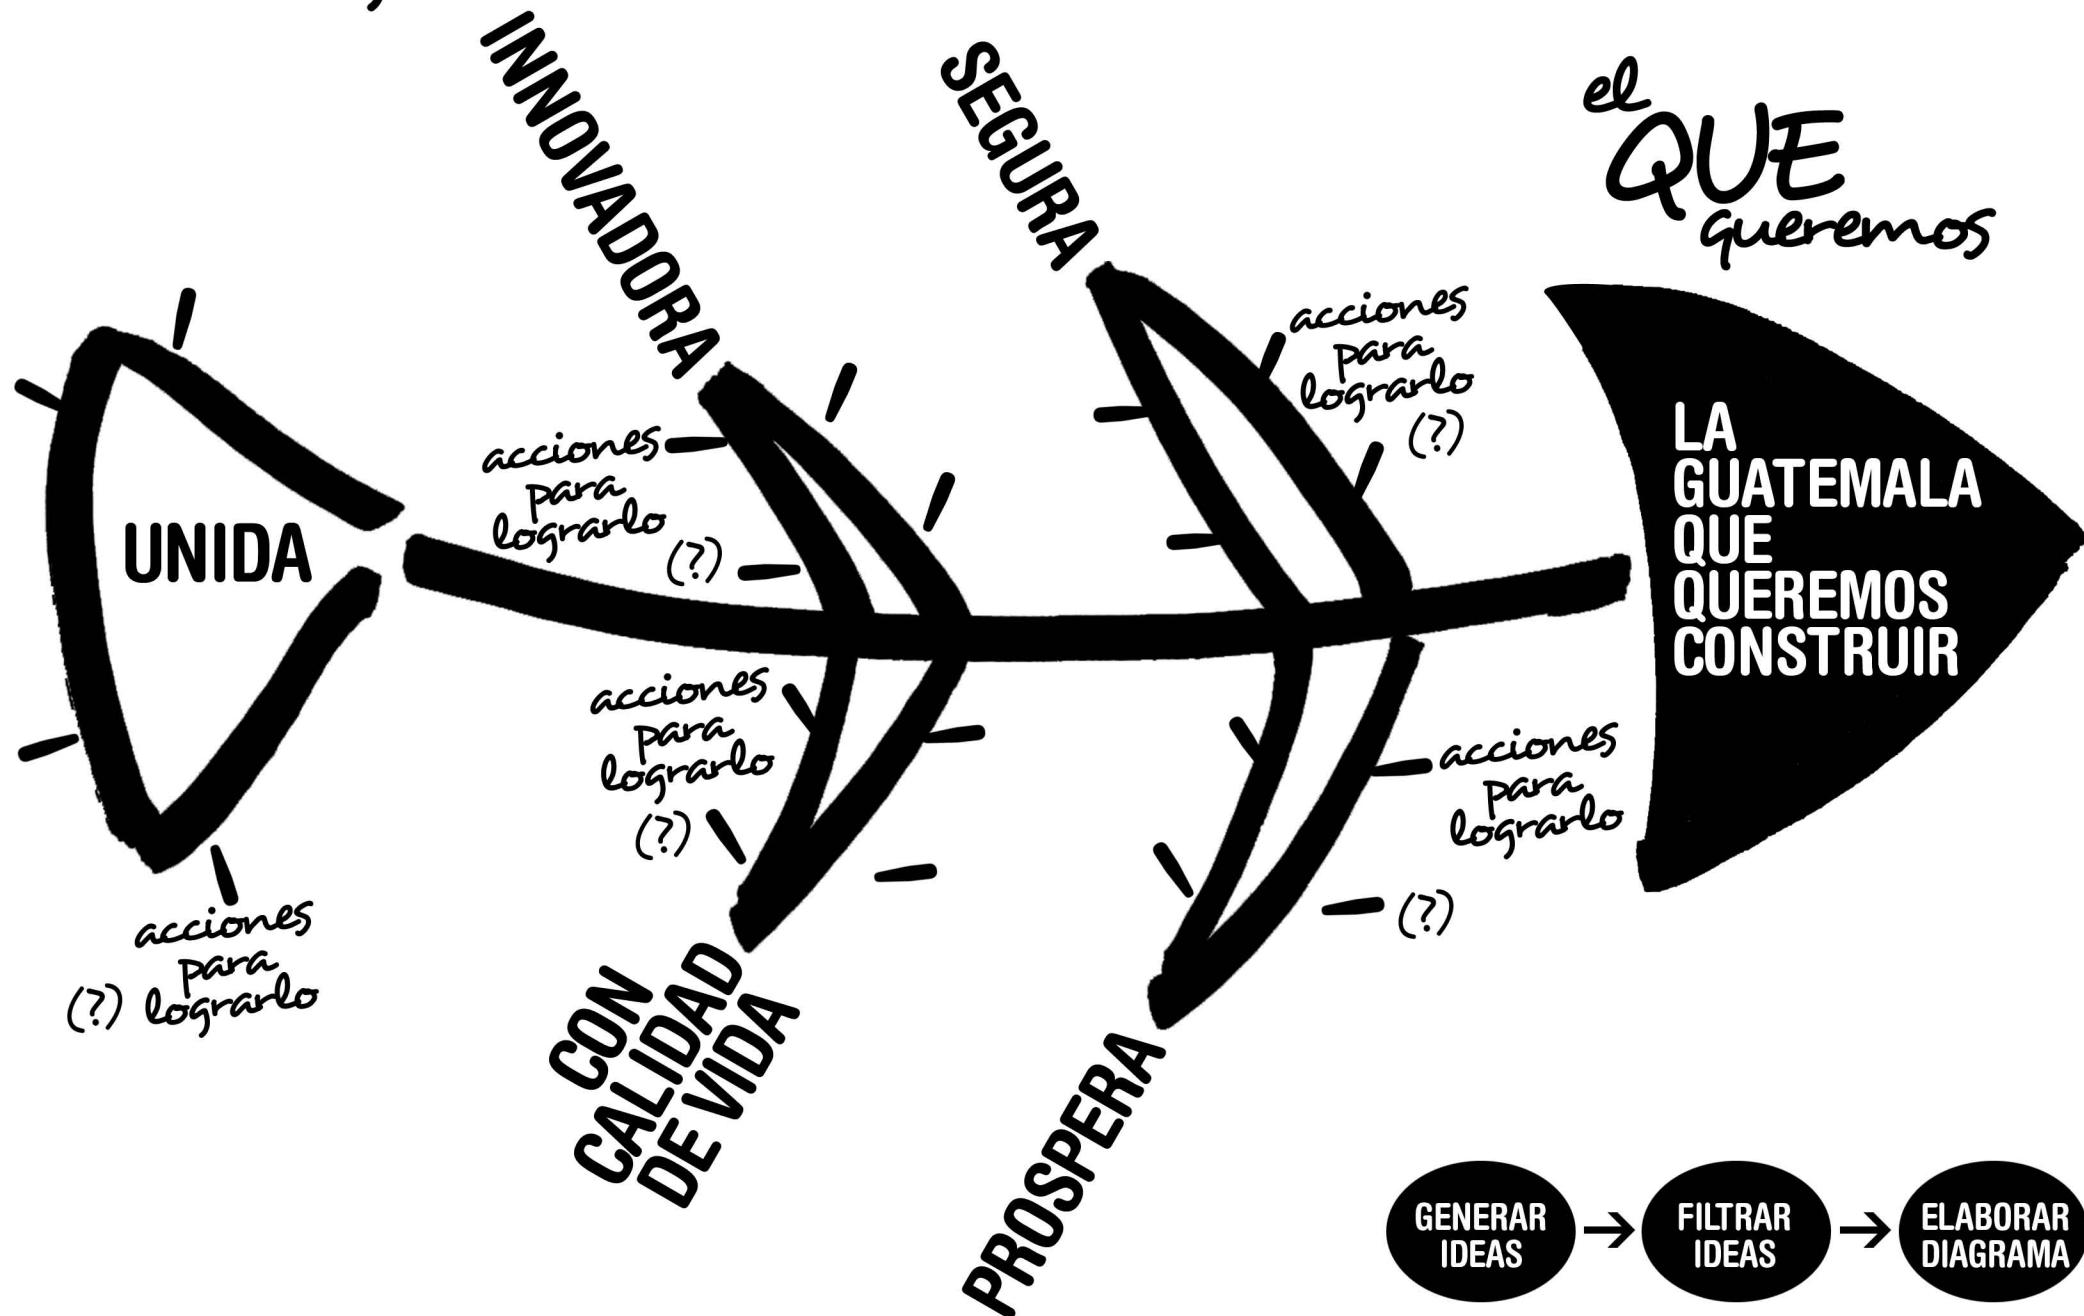 INNOVADORA
SEGURA
el
QUE
queremos
acciones
para
lograrlo
(?)
acciones
para
lograrlo
(?)
UNIDA
LA
GUATEMALA
QUE
QUEREMOS
CONSTRUIR
acciones
para
lograrlo
(?)
acciones
para
lograrlo
(?)
acciones
para
(?) lograrlo
CON
CALIDAD
DE VIDA
PROSPERA
GENERAR
IDEAS
→
FILTRAR
IDEAS
→
ELABORAR
DIAGRAMA